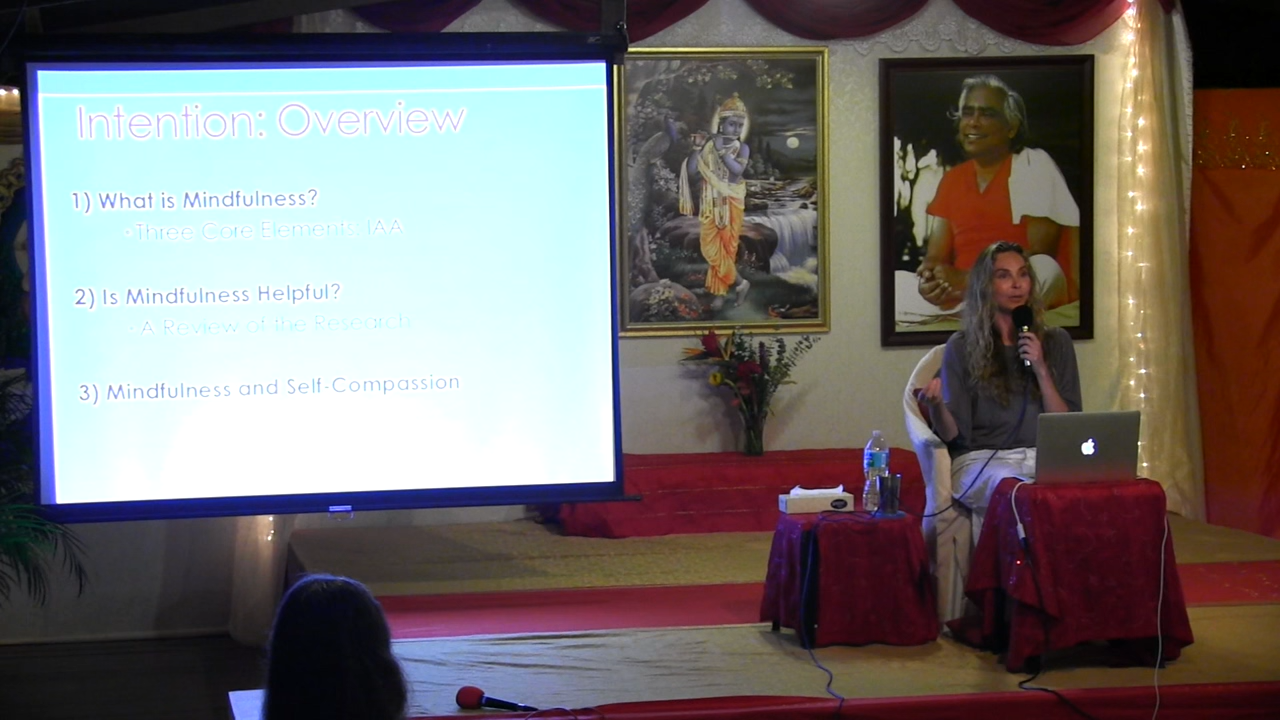 Intention: Overview
1) What is Mindfulness?
•Three Core Elements: IAA
2) Is Mindfulness Helpful?
•A Review of the Research
3) Mindfulness and Self-Compassion